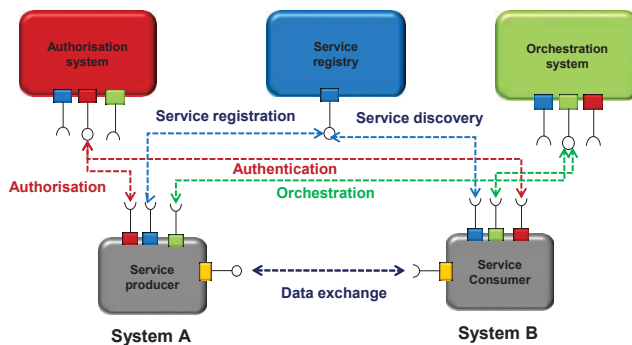 Authorisation
system
Service
registry
Orchestration
system
Service registration
Service discovery
Authorisation
Authentication
Orchestration
Service
producer
Data exchange
Service
Consumer
System A
System B